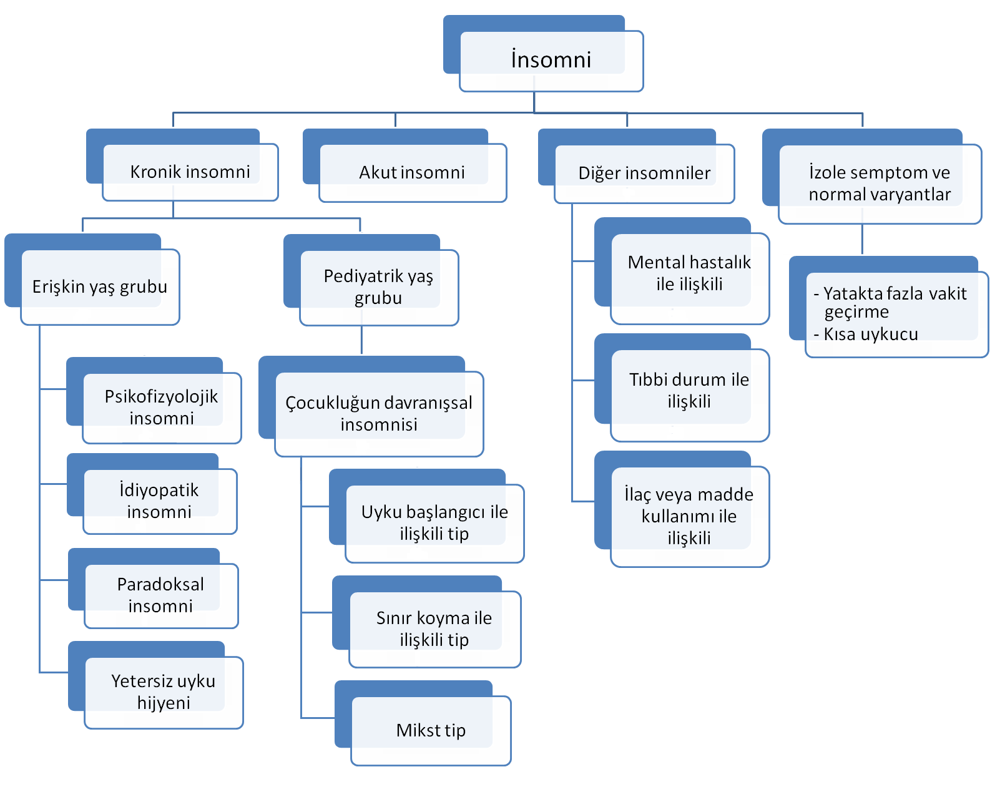 İnsomni
Kronik insomni
Akut insomni
Diğer insomniler
İzole semptom ve
normal varyantlar
Erişkin yaş grubu
Pediyatrik yaş
grubu
Mental hastalık
ile ilişkili
- Yatakta fazla vakit
geçirme
- Kısa uykucu
Psikofizyolojik
insomni
Çocukluğun davranışsal
insomnisi
Tıbbi durum ile
ilişkili
İdiyopatik
insomni
Uyku başlangıcı ile
ilişkili tip
İlaç veya madde
kullanımı ile
ilişkili
Paradoksal
insomni
Sınır koyma ile
ilişkili tip
Yetersiz uyku
hijyeni
Mikst tip